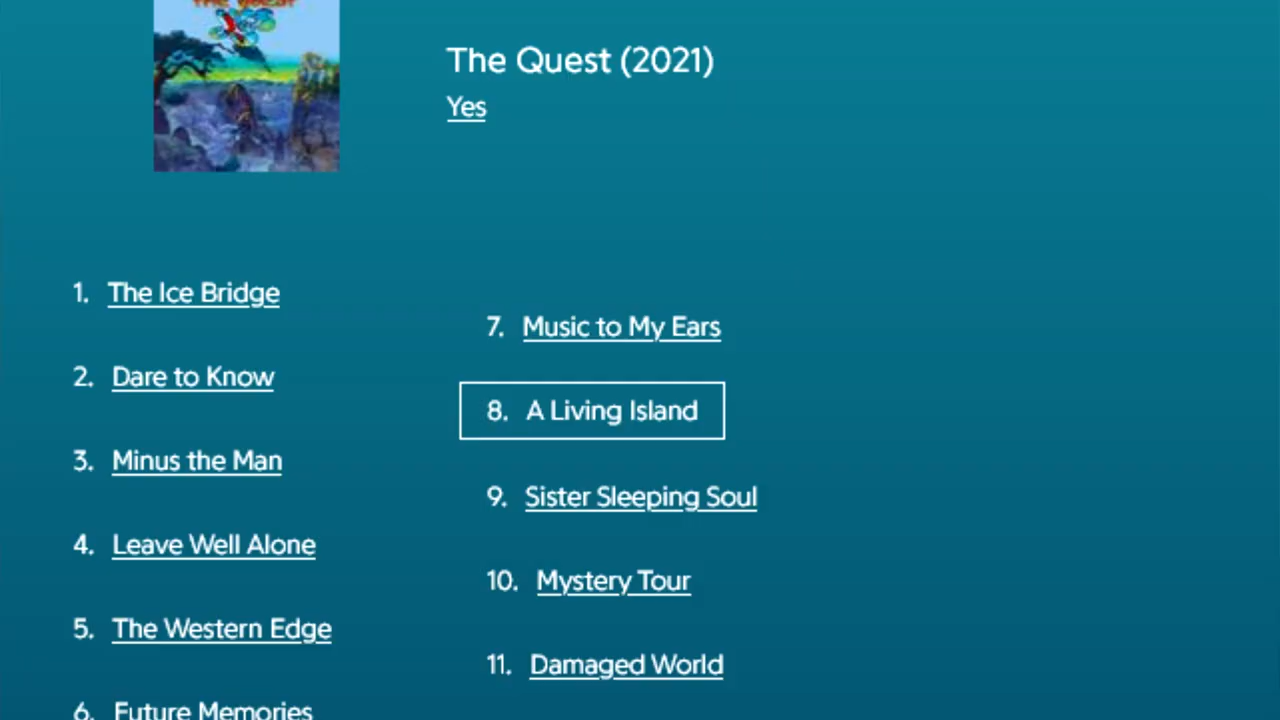 The Quest (2021)
Yes
1. The Ice Bridge
2. Dare to Know
3. Minus the Man
4. Leave Well Alone
5. The Western Edge
6. Future Memories
7. Music to My Ears
8. A Living Island
9. Sister Sleeping Soul
10. Mystery Tour
11. Damaged World